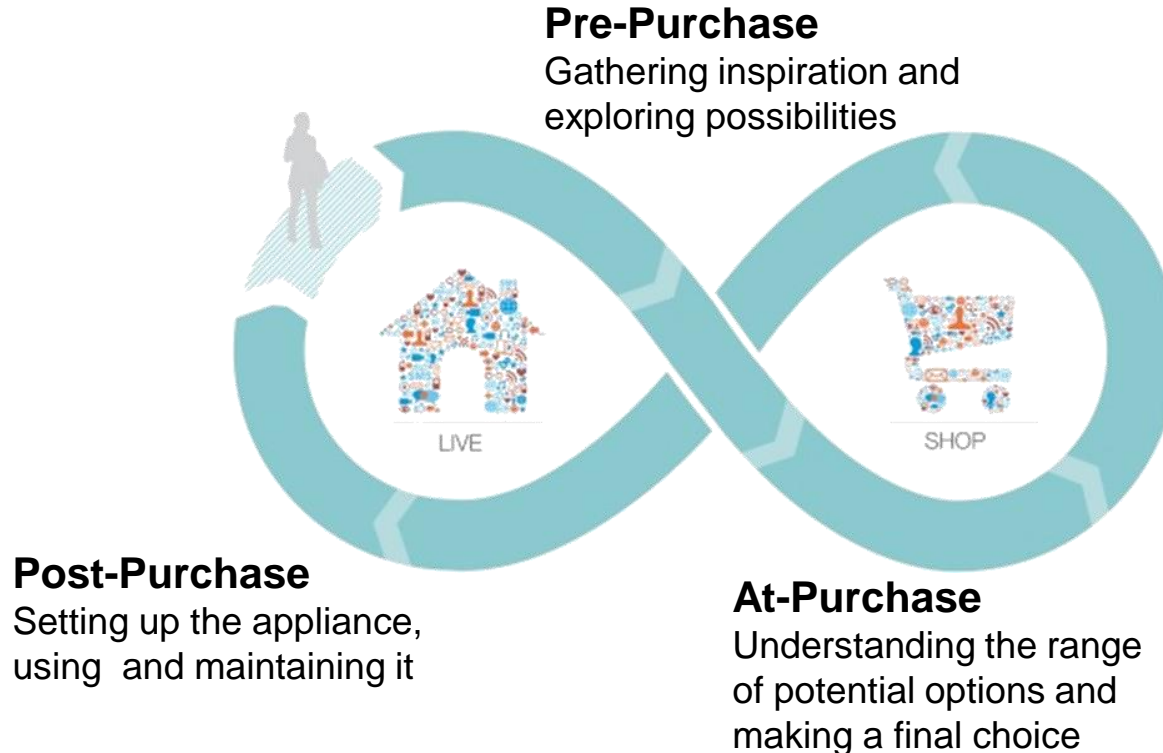 Pre-Purchase
Gathering inspiration and
exploring possibilities
LIVE
SHOP
Post-Purchase
Setting up the appliance,
using  and maintaining it
At-Purchase
Understanding the range
of potential options and
making a final choice